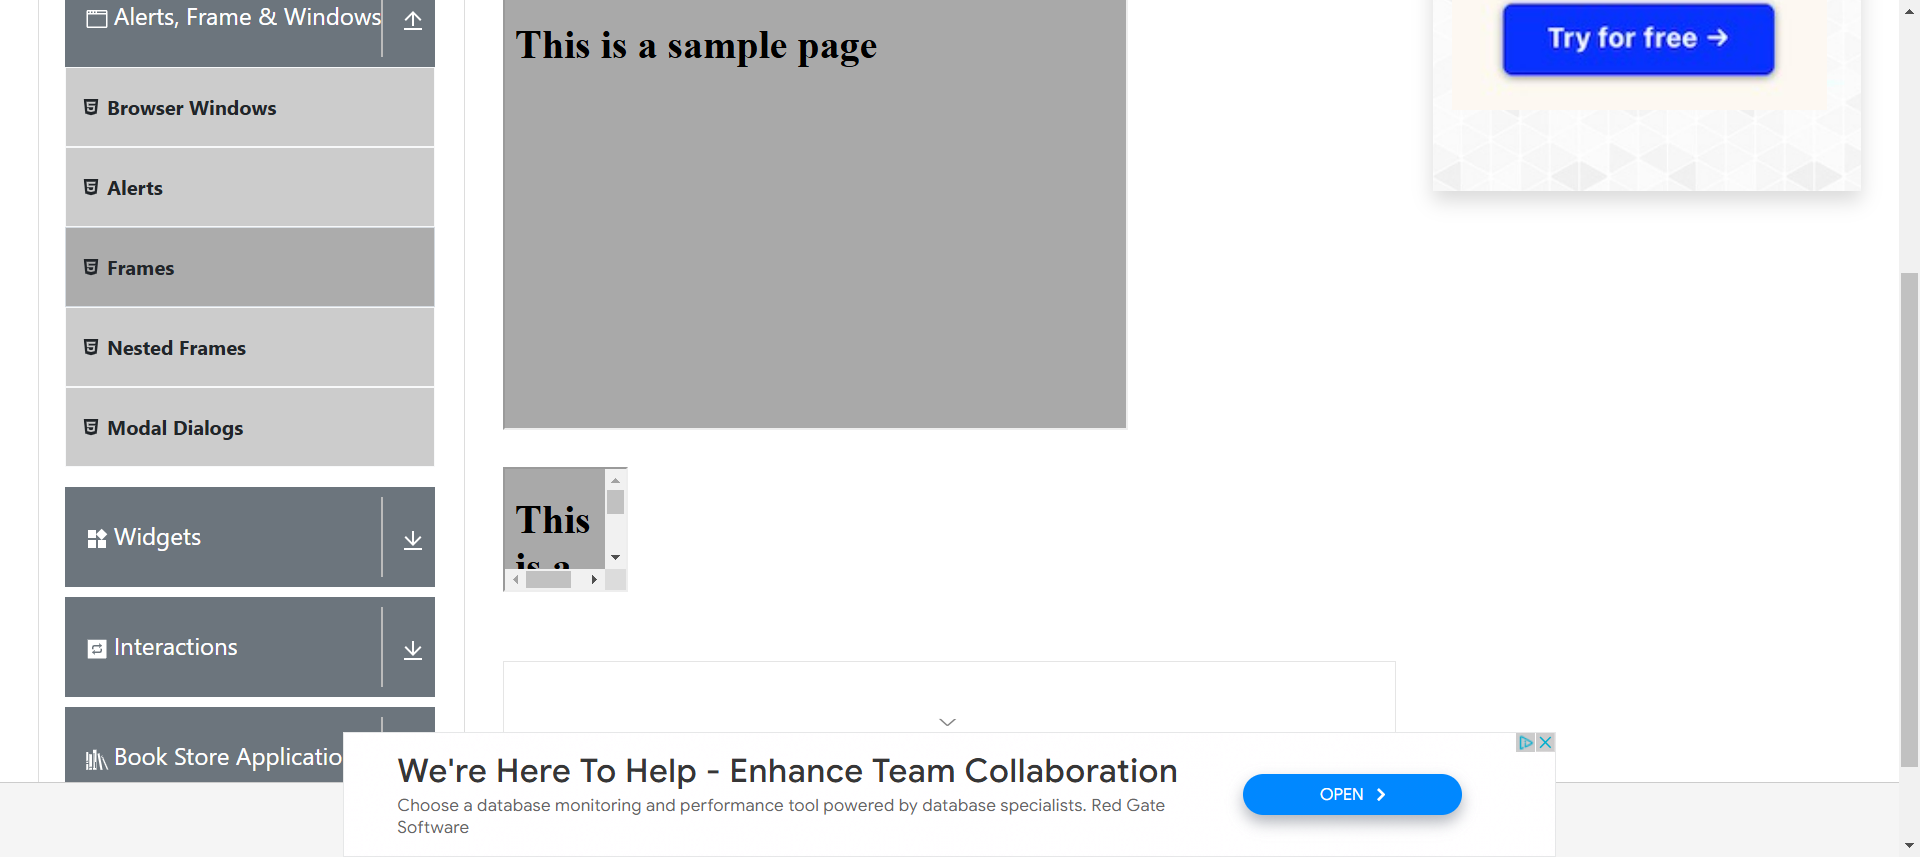 Alerts, Frame & Windows
Browser Windows
Alerts
Frames
Nested Frames
Modal Dialogs
Widgets
Interactions
Book Store Applicatio
This is a sample page
This
is a
Try for free →
We're Here To Help - Enhance Team Collaboration
Choose a database monitoring and performance tool powered by database specialists. Red Gate
Software
OPEN